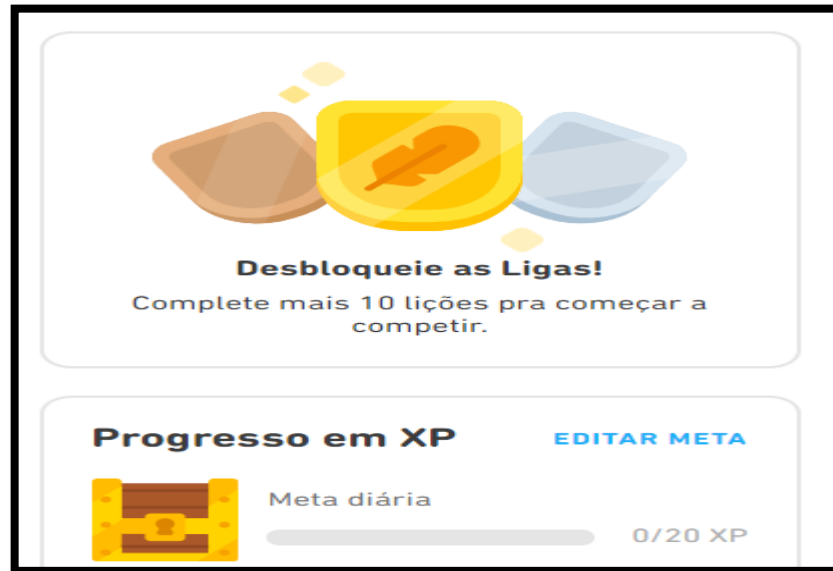 Desbloqueie as Ligas!
Complete mais 10 lições pra começar a
competir.
Progresso em XP
EDITAR META
Meta diária
0/20 XP